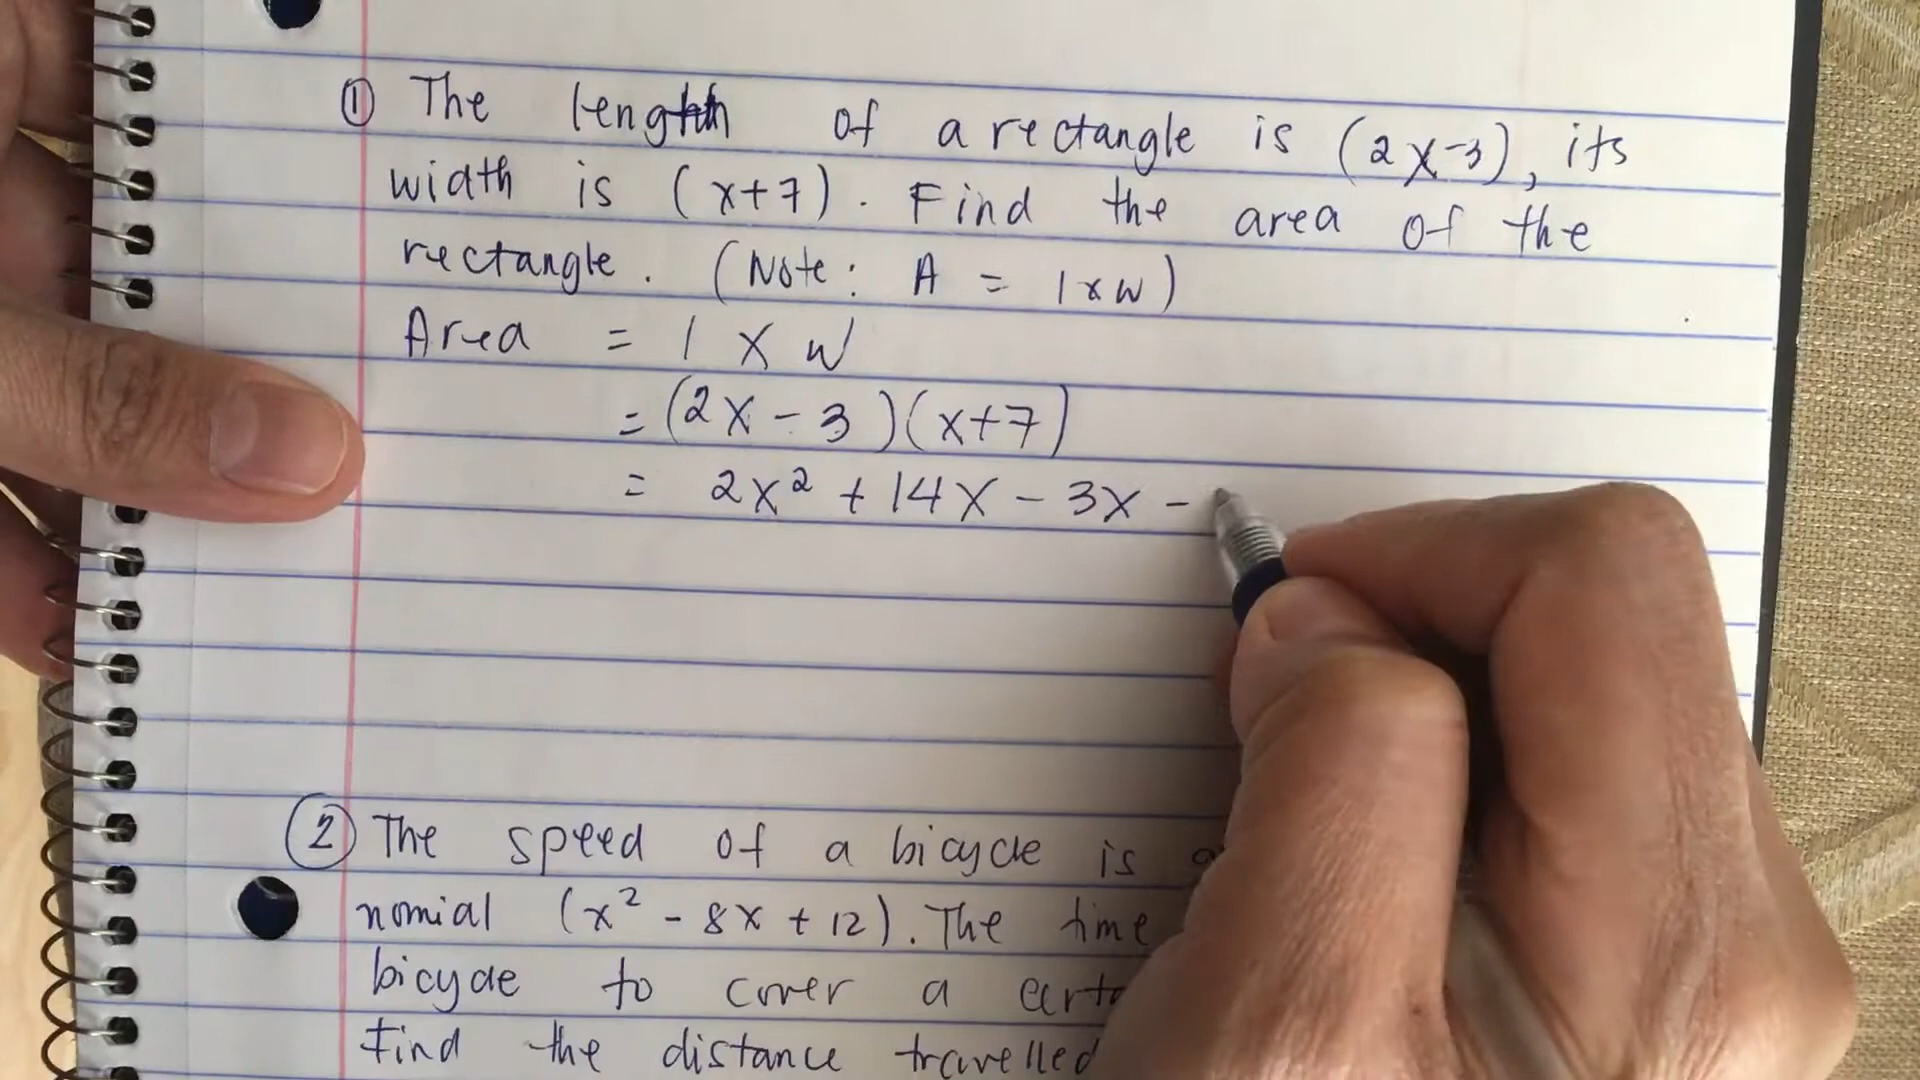 ① The length of a rectangle is (2x-3), its
width is (x+7). Find the area of the
rectangle. (Note: A = l x w)
Area = l x w
= (2x - 3)(x+7)
= 2x² + 14x - 3x -
② The speed of a bicycle is
nomial (x² - 8x + 12). The time
bicycle to cover a
Find the distance travelled